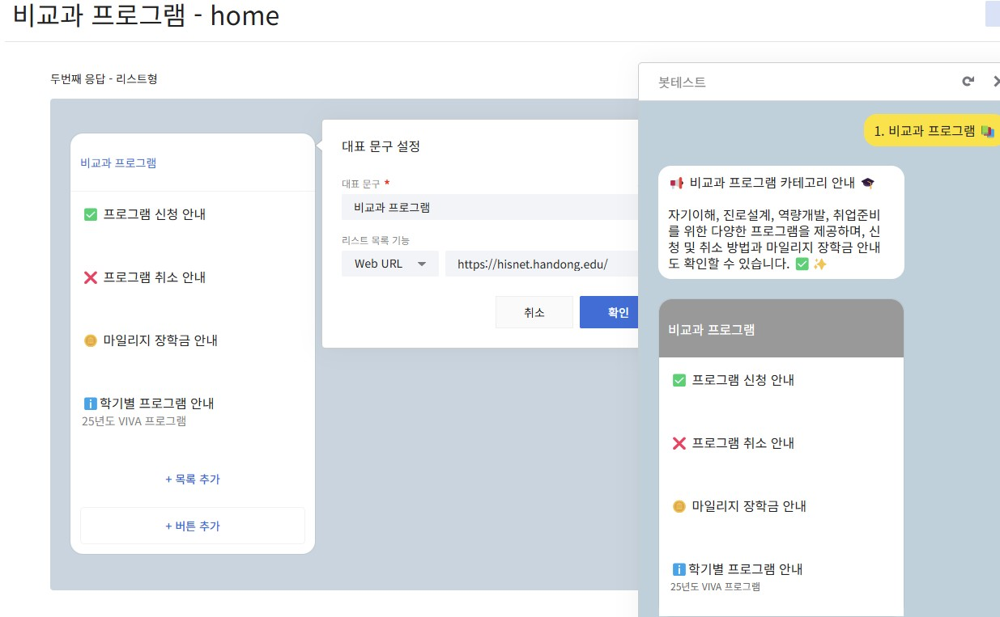 비교과 프로그램 - home
두번째 응답 - 리스트형
비교과 프로그램
✅ 프로그램 신청 안내
❌ 프로그램 취소 안내
🪙 마일리지 장학금 안내
ℹ️학기별 프로그램 안내
25년도 VIVA 프로그램
+ 목록 추가
+ 버튼 추가
대표 문구 설정
대표 문구 *
비교과 프로그램
리스트 목록 기능
Web URL
https://hisnet.handong.edu/
취소
확인
봇테스트
1. 비교과 프로그램 📚
📢 비교과 프로그램 카테고리 안내 🎓
자기이해, 진로설계, 역량개발, 취업준비
를 위한 다양한 프로그램을 제공하며, 신
청 및 취소 방법과 마일리지 장학금 안내
도 확인할 수 있습니다. ✅ ✨
비교과 프로그램
✅ 프로그램 신청 안내
❌ 프로그램 취소 안내
🪙 마일리지 장학금 안내
ℹ️학기별 프로그램 안내
25년도 VIVA 프로그램